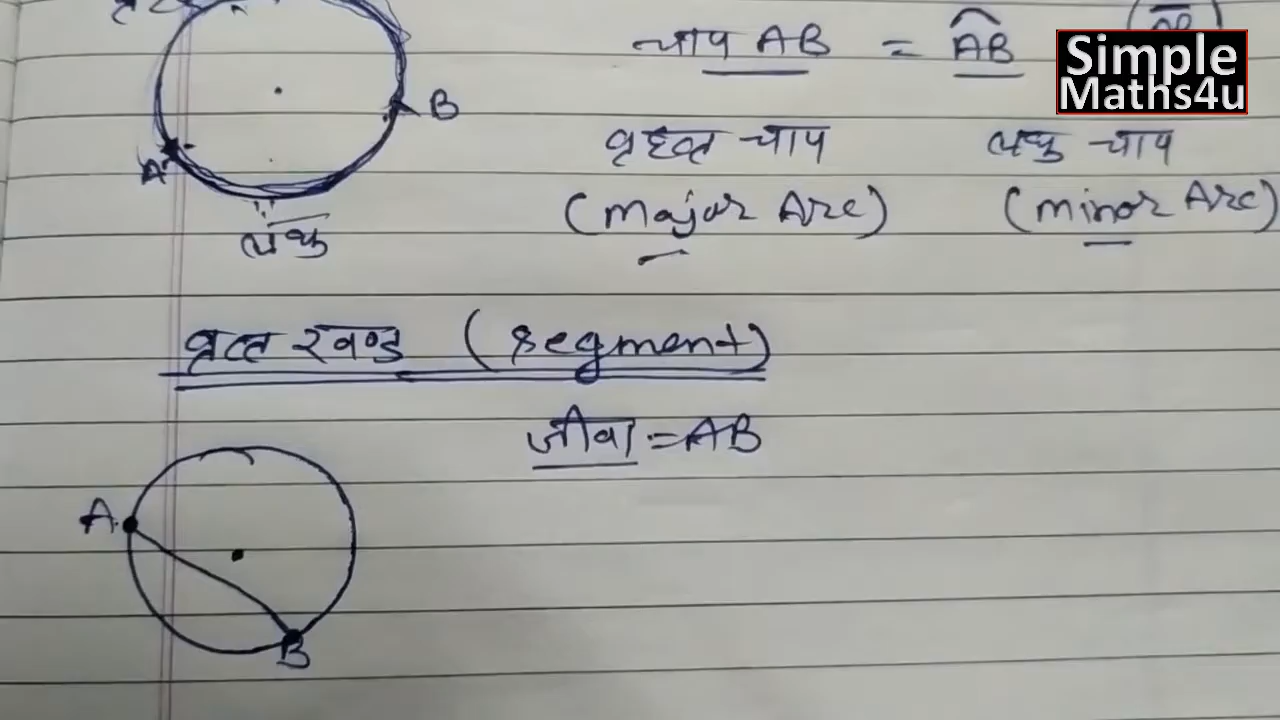 चाप AB = AB
Simple
Maths4u
B
A
वृहत्त चाप लघु चाप
(Major Arc) (minor Arc)
लघु
वृत्त खण्ड (segment)
जीवा = AB
A
B